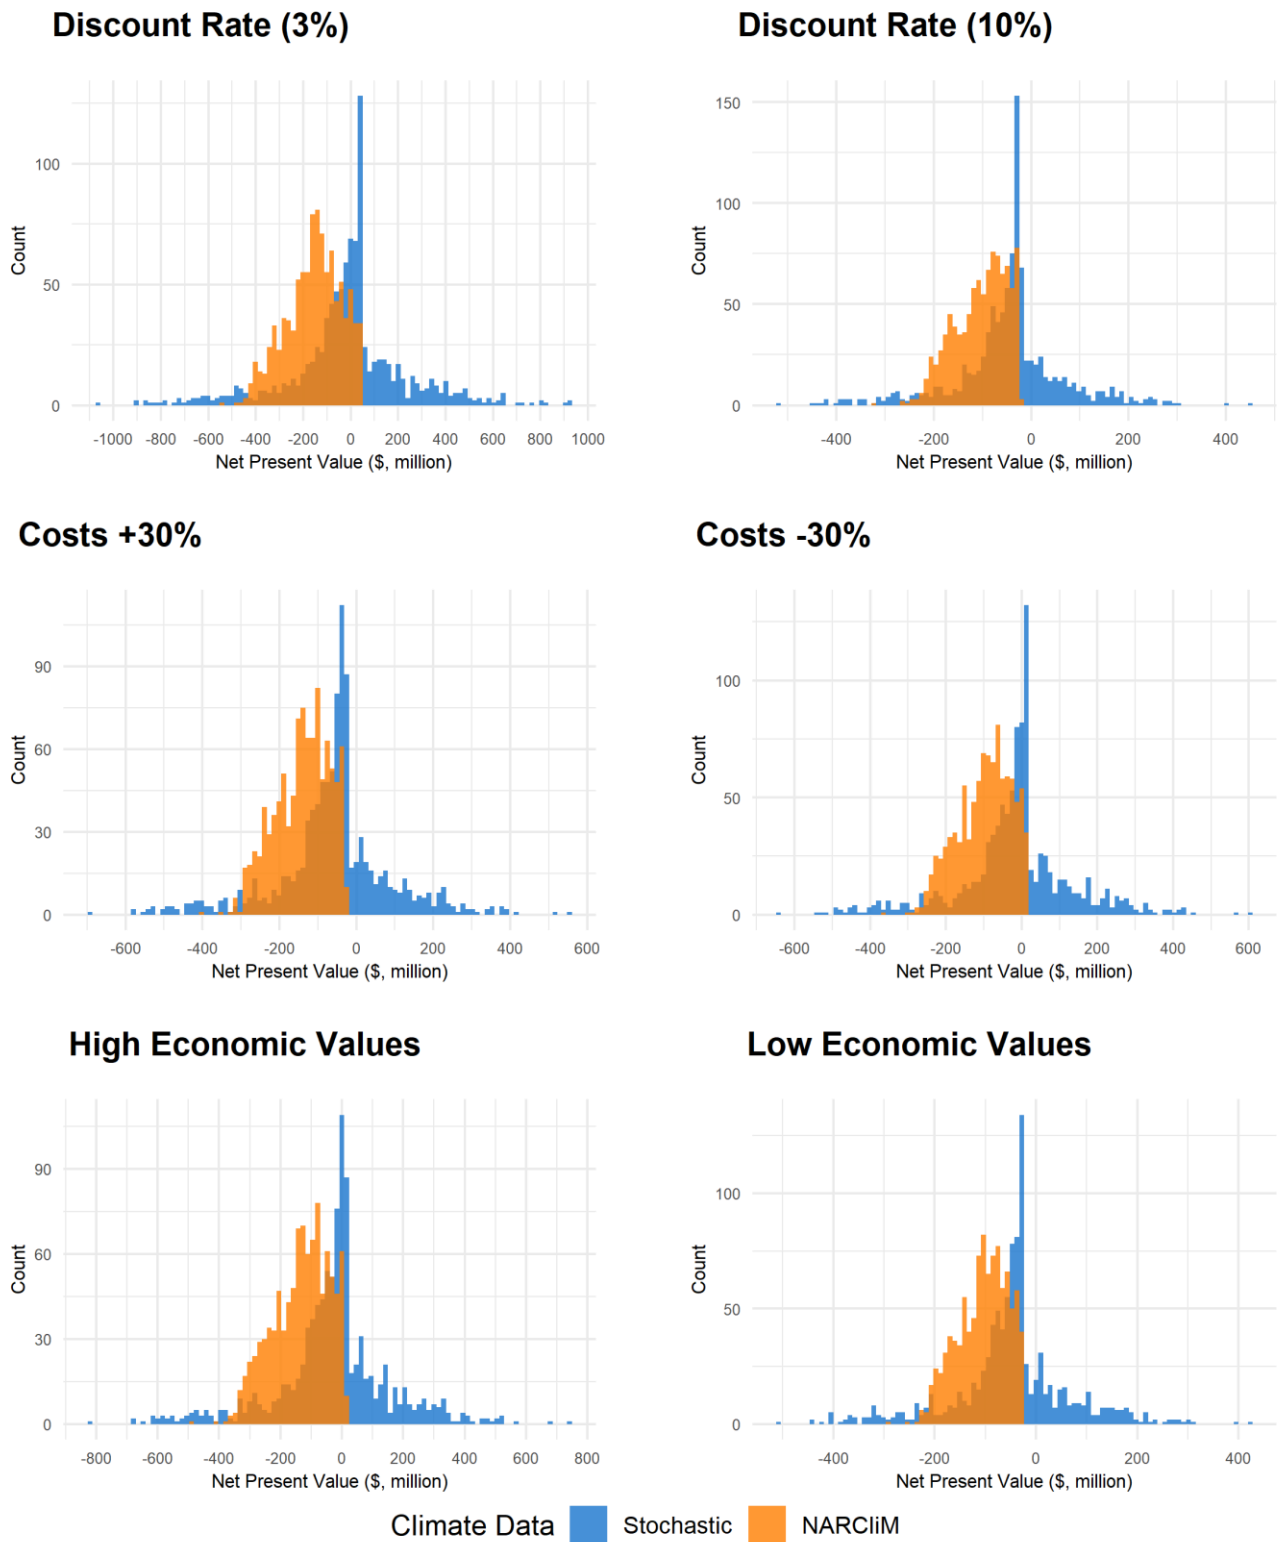 Discount Rate (3%)
Discount Rate (10%)
100
50
0
Count
-1000 -800 -600 -400 -200 0 200 400 600 800 1000
Net Present Value ($, million)
150
100
50
0
Count
-400 -200 0 200 400
Net Present Value ($, million)
Costs +30%
Costs -30%
90
60
30
0
Count
-600 -400 -200 0 200 400 600
Net Present Value ($, million)
100
50
0
Count
-600 -400 -200 0 200 400 600
Net Present Value ($, million)
High Economic Values
Low Economic Values
90
60
30
0
Count
-800 -600 -400 -200 0 200 400 600 800
Net Present Value ($, million)
100
50
0
Count
-400 -200 0 200 400
Net Present Value ($, million)
Climate Data Stochastic NARCliM